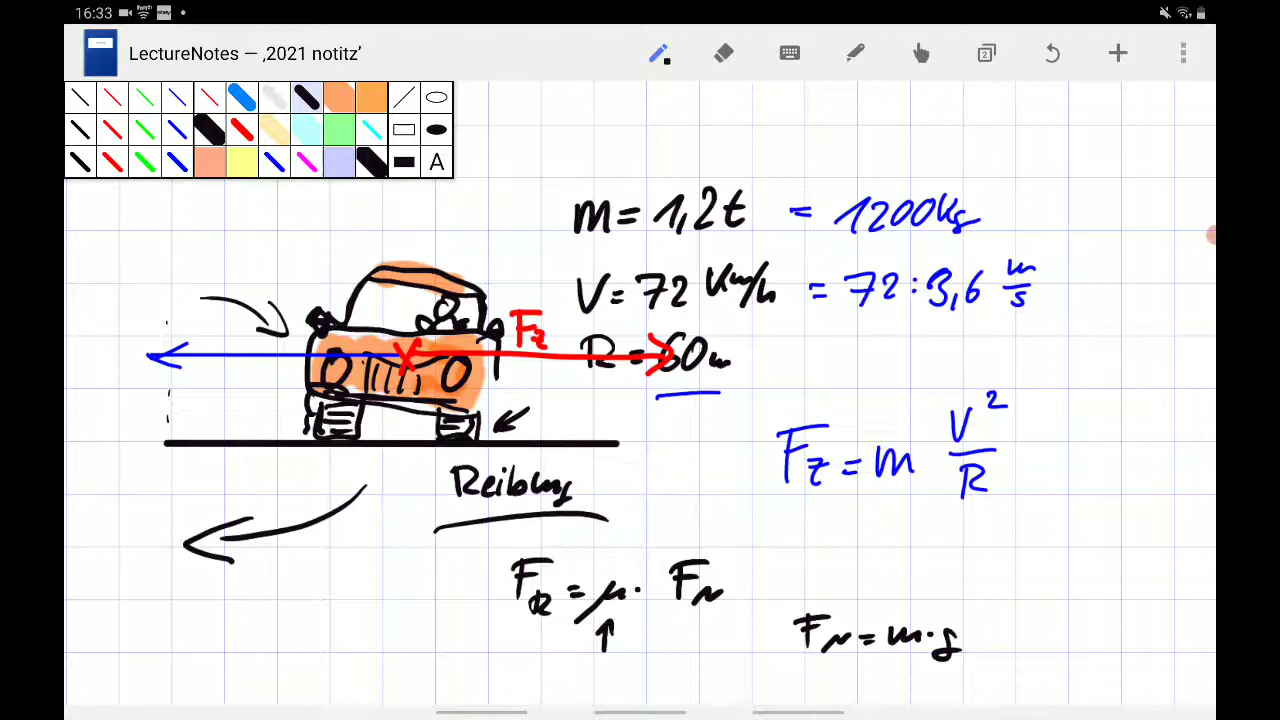 16:33
LectureNotes — ‚2021 notitz’
2
A
m = 1,2t = 1200kg
V = 72 Km/h = 72 : 3,6 m/s
Fz
R = 60m
Fz = m V²/R
Reibung
FR = μ · FN
FN = m · g